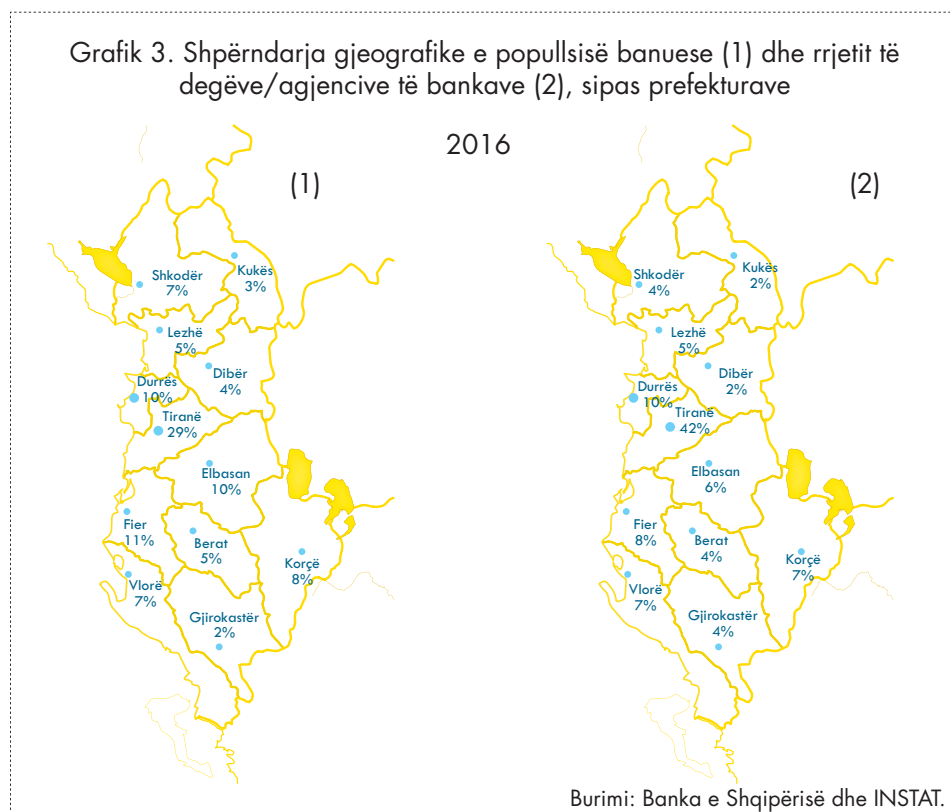 Grafik 3. Shpërndarja gjeografike e popullsisë banuese (1) dhe rrjetit të
degëve/agjencive të bankave (2), sipas prefekturave
2016
(1)
Kukës
3%
Shkodër
7%
Lezhë
5%
Dibër
4%
Durrës
10%
Tiranë
29%
Elbasan
10%
Fier
11%
Berat
5%
Korçë
8%
Vlorë
7%
Gjirokastër
2%
(2)
Kukës
2%
Shkodër
4%
Lezhë
5%
Dibër
2%
Durrës
10%
Tiranë
42%
Elbasan
6%
Fier
8%
Berat
4%
Korçë
7%
Vlorë
7%
Gjirokastër
4%
Burimi: Banka e Shqipërisë dhe INSTAT.